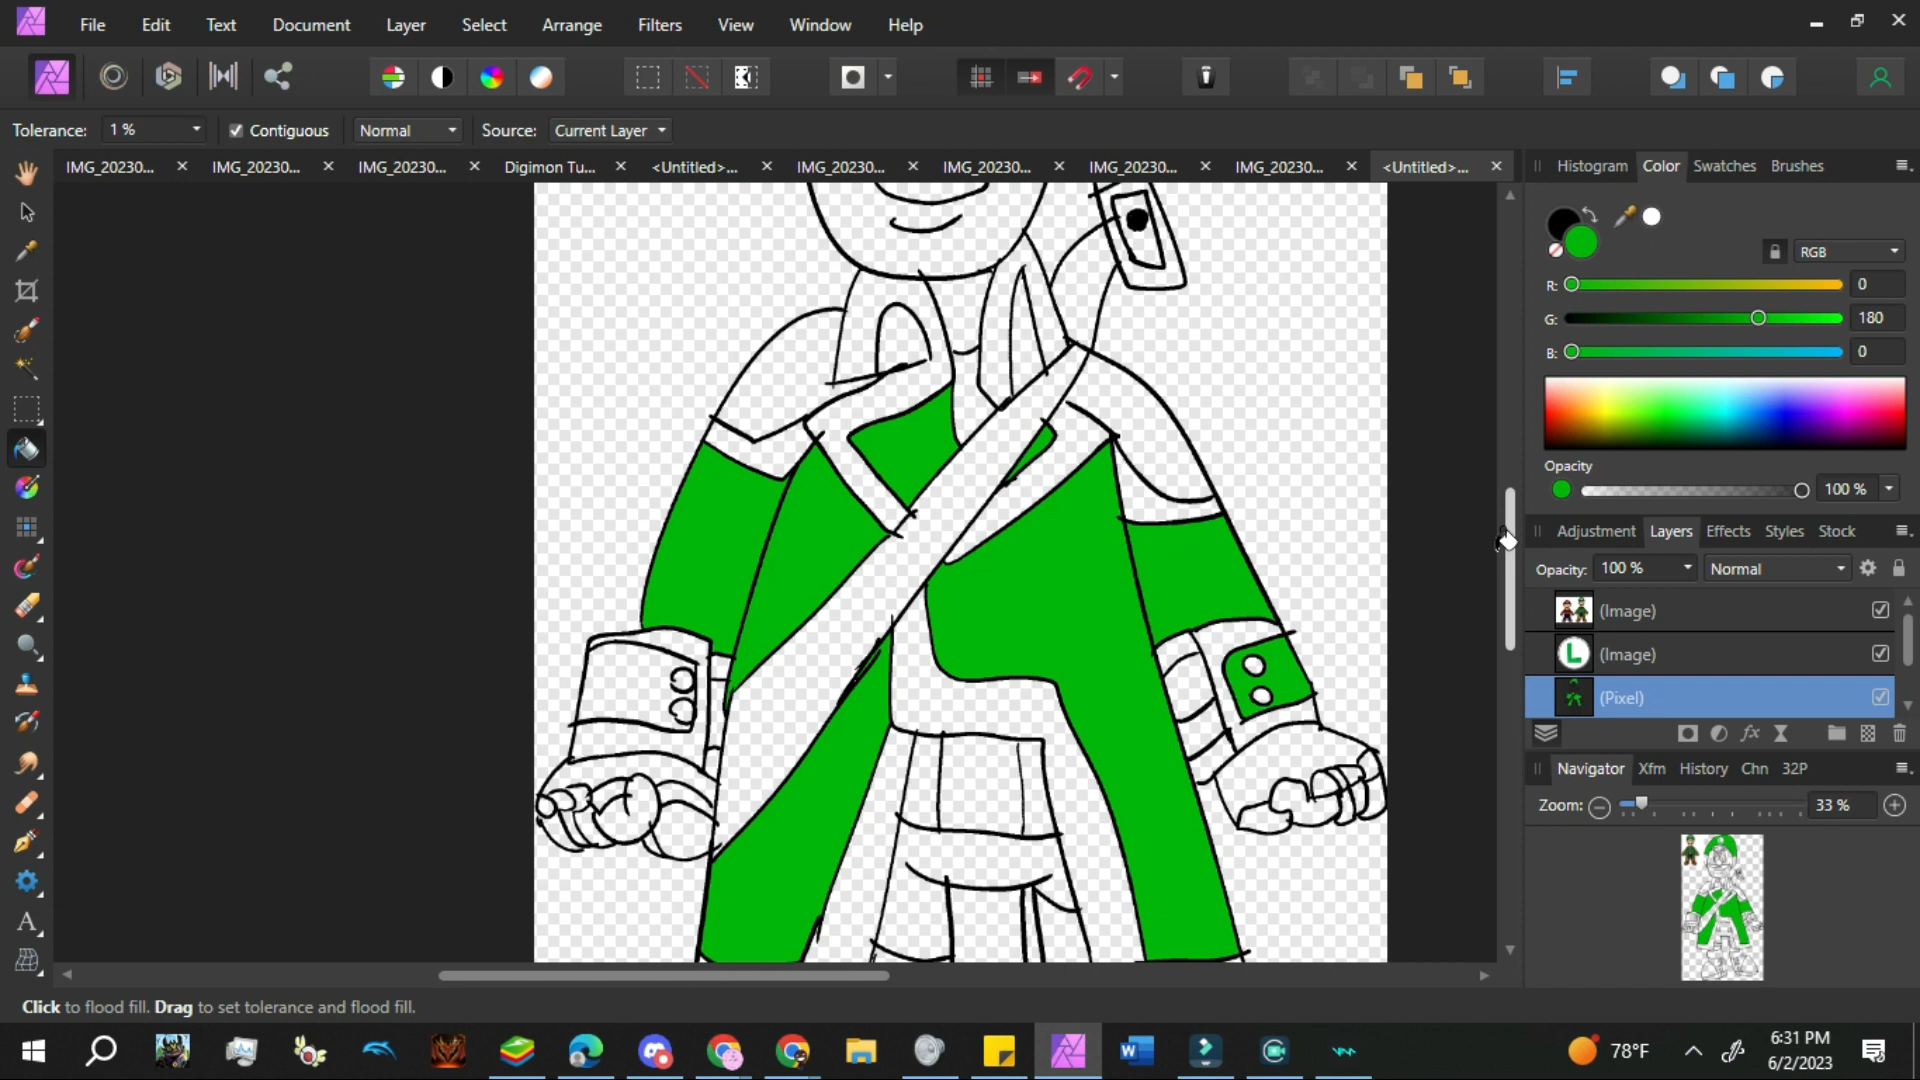 File Edit Text Document Layer Select Arrange Filters View Window Help
Tolerance: 1 % Contiguous Normal Source: Current Layer
IMG_20230... IMG_20230... IMG_20230... Digimon Tu... <Untitled>... IMG_20230... IMG_20230... IMG_20230... IMG_20230... <Untitled>...
Histogram Color Swatches Brushes
RGB
R: 0
G: 180
B: 0
Opacity
100 %
Adjustment Layers Effects Styles Stock
Opacity: 100 % Normal
(Image)
L (Image)
(Pixel)
Navigator Xfm History Chn 32P
Zoom: 33 %
Click to flood fill. Drag to set tolerance and flood fill.
78°F
6:31 PM
6/2/2023